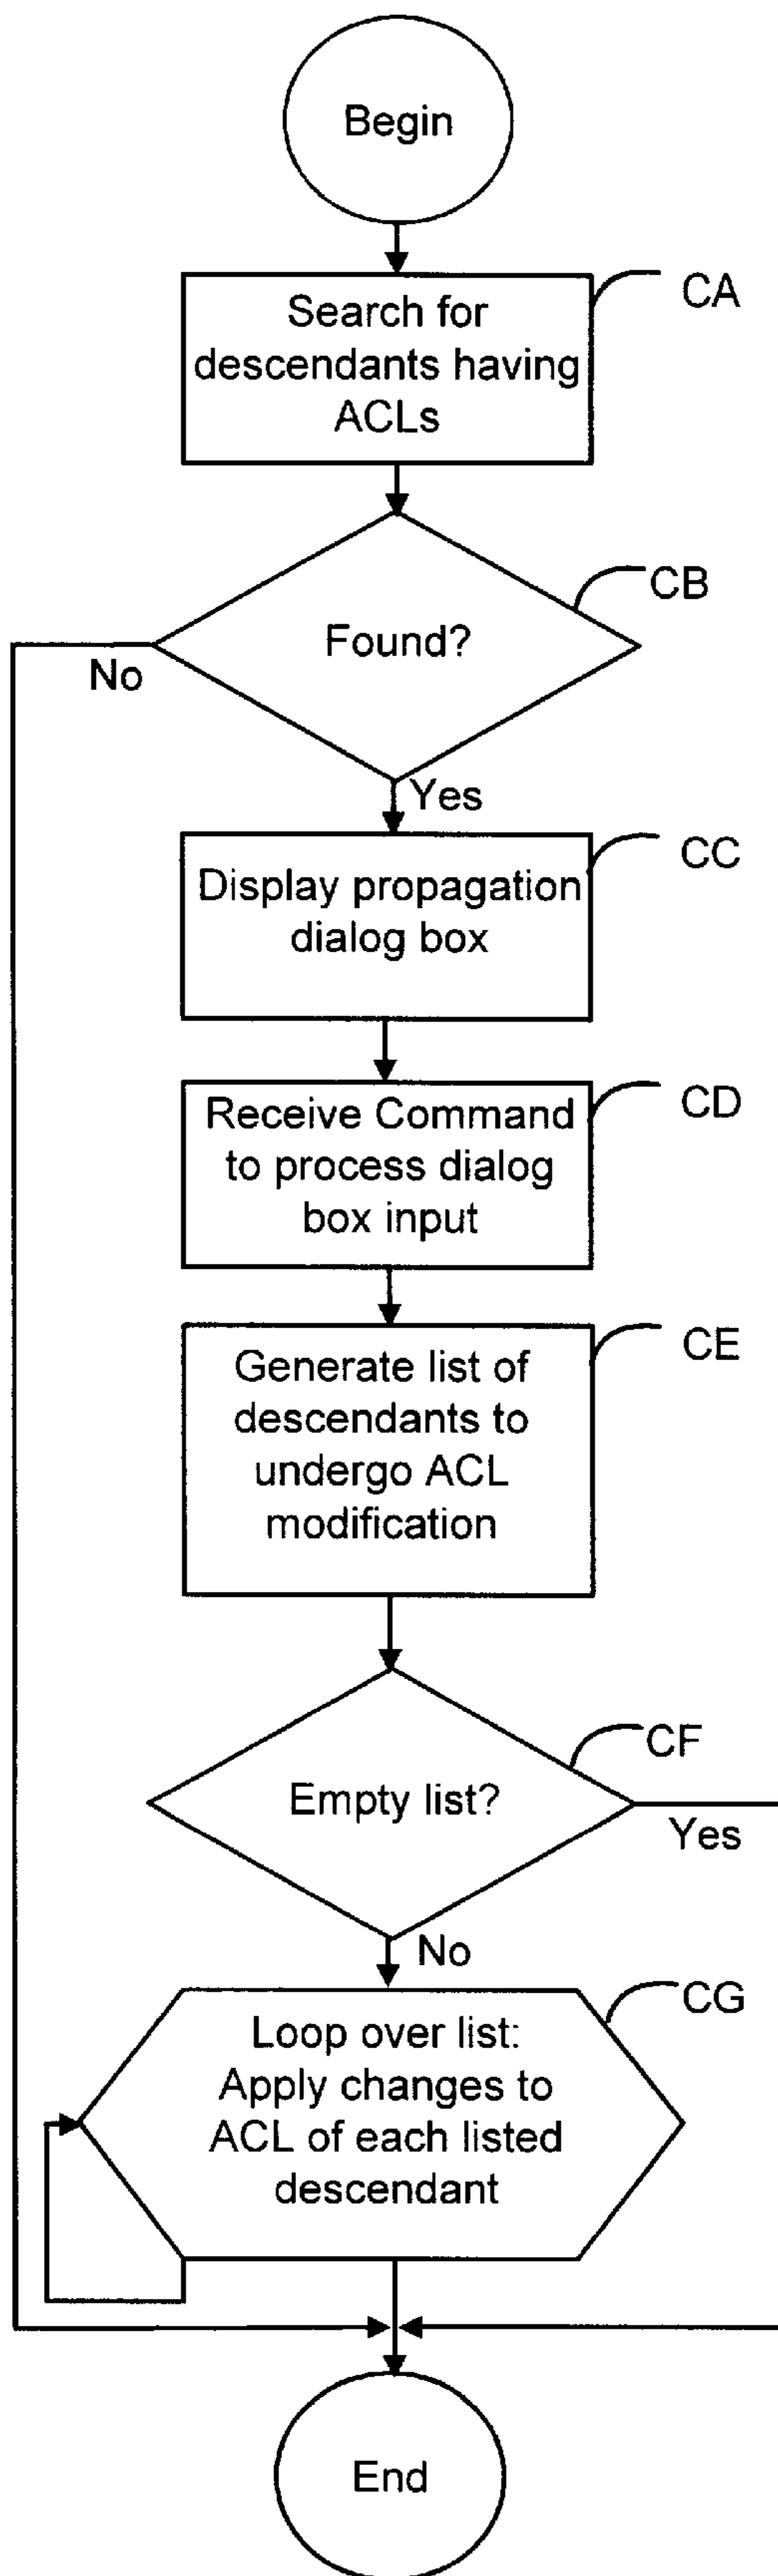 Begin
CA
Search for
descendants having
ACLs
CB
Found?
No
Yes
CC
Display propagation
dialog box
CD
Receive Command
to process dialog
box input
CE
Generate list of
descendants to
undergo ACL
modification
CF
Empty list?
Yes
No
CG
Loop over list:
Apply changes to
ACL of each listed
descendant
End